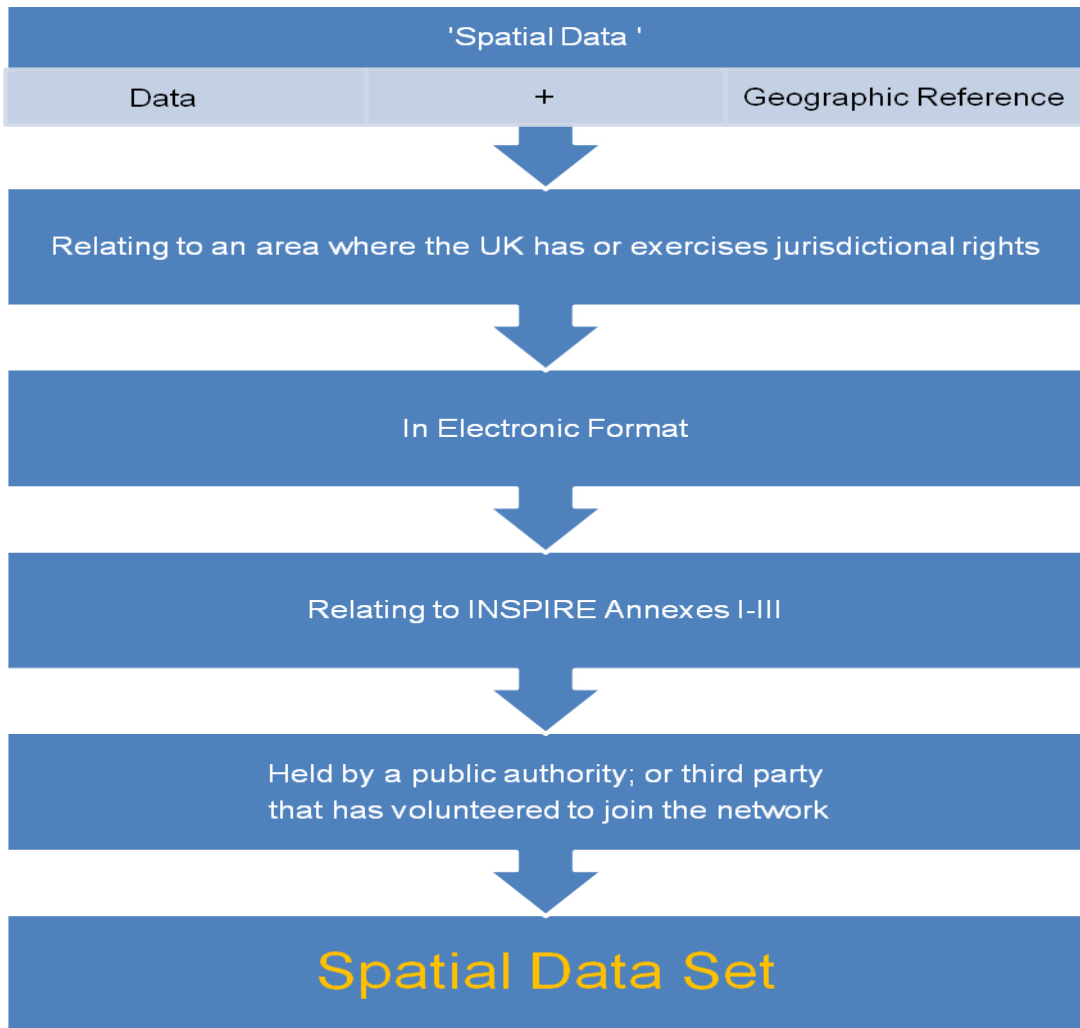 'Spatial Data '
Data + Geographic Reference
Relating to an area where the UK has or exercises jurisdictional rights
In Electronic Format
Relating to INSPIRE Annexes I-III
Held by a public authority; or third party
that has volunteered to join the network
Spatial Data Set